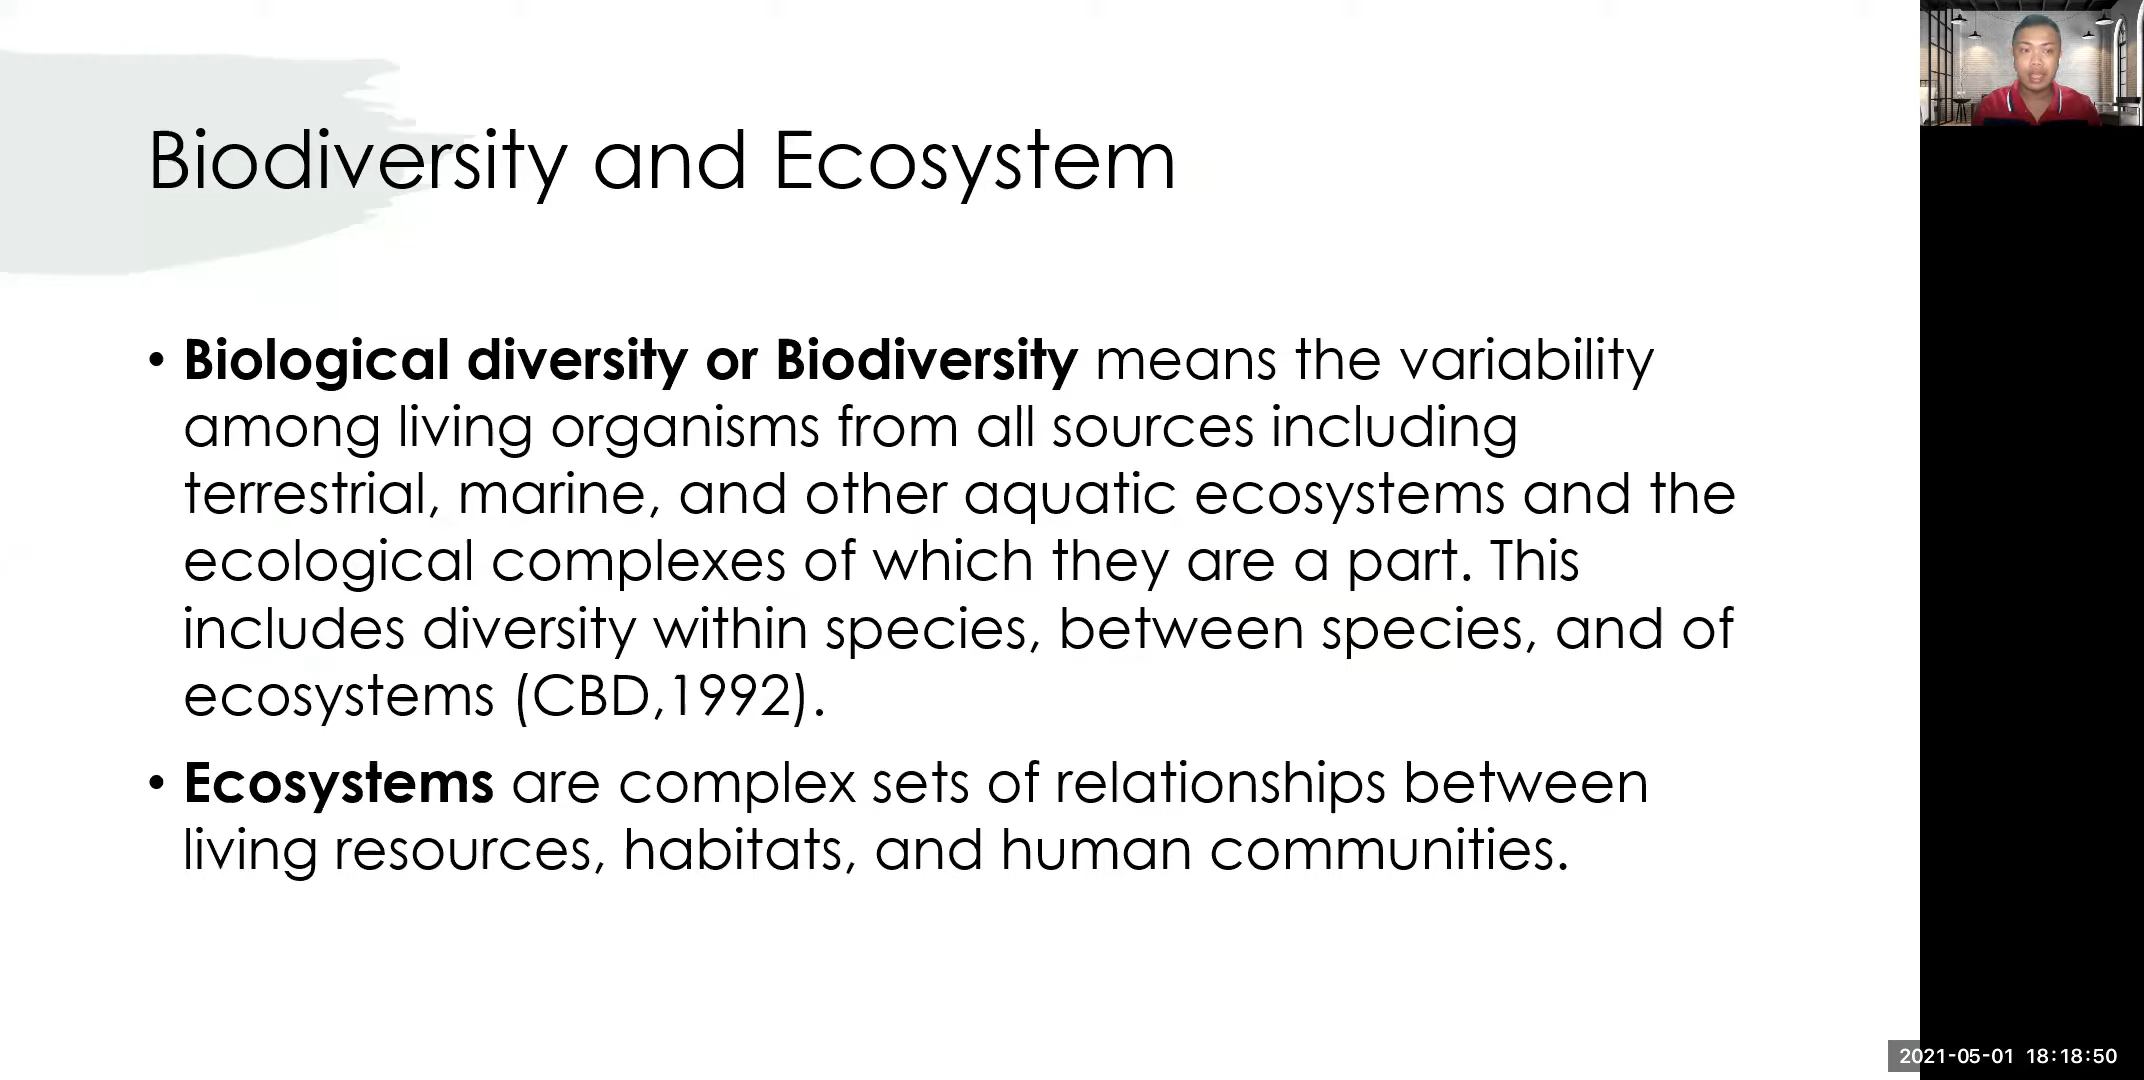 Biodiversity and Ecosystem
• Biological diversity or Biodiversity means the variability
among living organisms from all sources including
terrestrial, marine, and other aquatic ecosystems and the
ecological complexes of which they are a part. This
includes diversity within species, between species, and of
ecosystems (CBD,1992).
• Ecosystems are complex sets of relationships between
living resources, habitats, and human communities.
2021-05-01 18:18:50